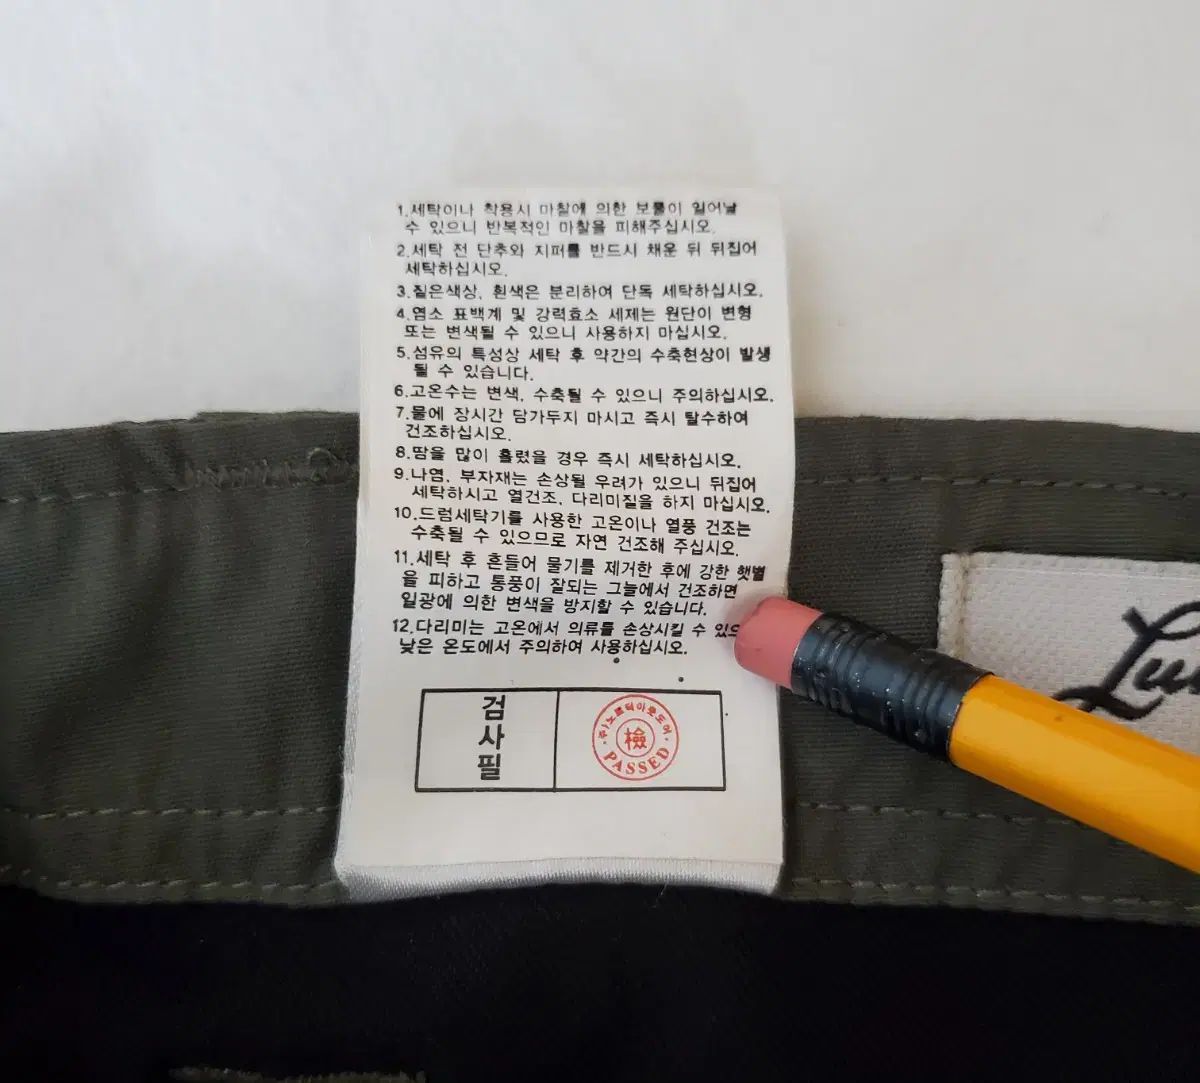 1.세탁이나 착용시 마찰에 의한 보풀이 일어날
수 있으니 반복적인 마찰을 피해주십시오.
2.세탁 전 단추와 지퍼를 반드시 채운 뒤 뒤집어
세탁하십시오.
3.짙은색상, 흰색은 분리하여 단독 세탁하십시오.
4.염소 표백계 및 강력효소 세제는 원단이 변형
또는 변색될 수 있으니 사용하지 마십시오.
5.섬유의 특성상 세탁 후 약간의 수축현상이 발생
될 수 있습니다.
6.고온수는 변색, 수축될 수 있으니 주의하십시오.
7.물에 장시간 담가두지 마시고 즉시 탈수하여
건조하십시오.
8.땀을 많이 흘렸을 경우 즉시 세탁하십시오.
9.나염, 부자재는 손상될 우려가 있으니 뒤집어
세탁하시고 열건조, 다리미질을 하지 마십시오.
10.드럼세탁기를 사용한 고온이나 열풍 건조는
수축될 수 있으므로 자연 건조해 주십시오.
11.세탁 후 흔들어 물기를 제거한 후에 강한 햇볕
을 피하고 통풍이 잘되는 그늘에서 건조하면
일광에 의한 변색을 방지할 수 있습니다.
12.다리미는 고온에서 의류를 손상시킬 수 있으
낮은 온도에서 주의하여 사용하십시오.
검사필
檢
PASSED